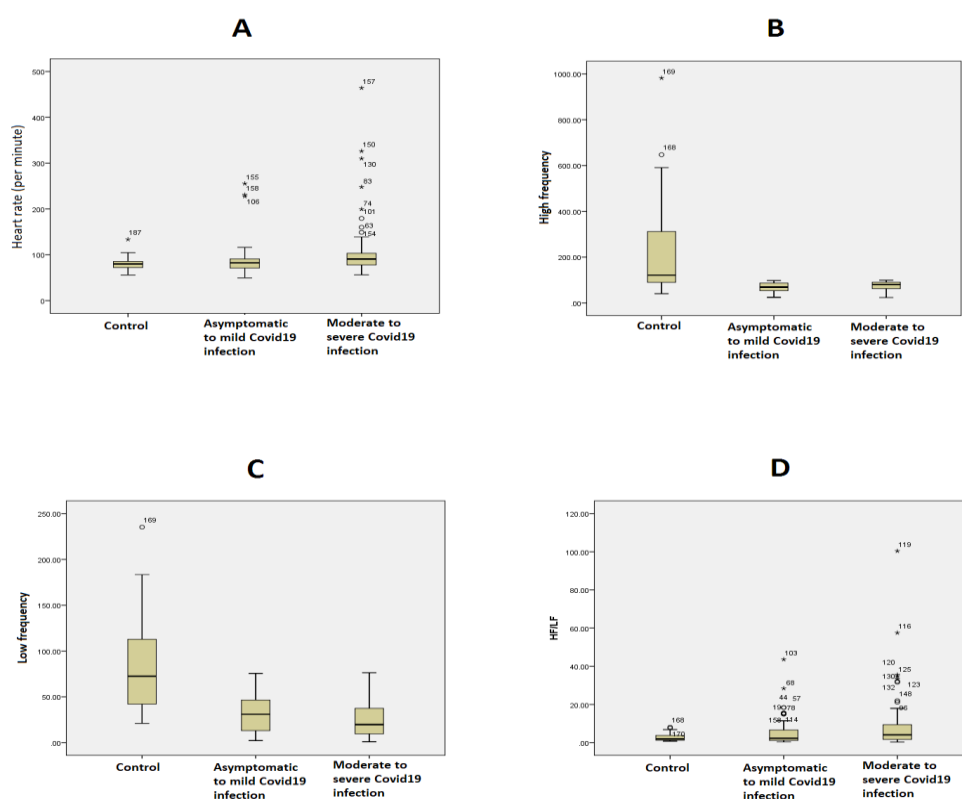 A
Heart rate (per minute)
500
400
300
200
100
0
187
155
158
106
157
150
130
83
74
101
63
154
Control
Asymptomatic
to mild Covid19
infection
Moderate to
severe Covid19
infection
B
High frequency
1000.00
800.00
600.00
400.00
200.00
.00
169
168
Control
Asymptomatic
to mild Covid19
infection
Moderate to
severe Covid19
infection
C
Low frequency
250.00
200.00
150.00
100.00
50.00
.00
169
Control
Asymptomatic
to mild Covid19
infection
Moderate to
severe Covid19
infection
D
HF/LF
120.00
100.00
80.00
60.00
40.00
20.00
.00
168
170
103
68
44 57
78
114
119
116
120
125
123
132
148
Control
Asymptomatic
to mild Covid19
infection
Moderate to
severe Covid19
infection